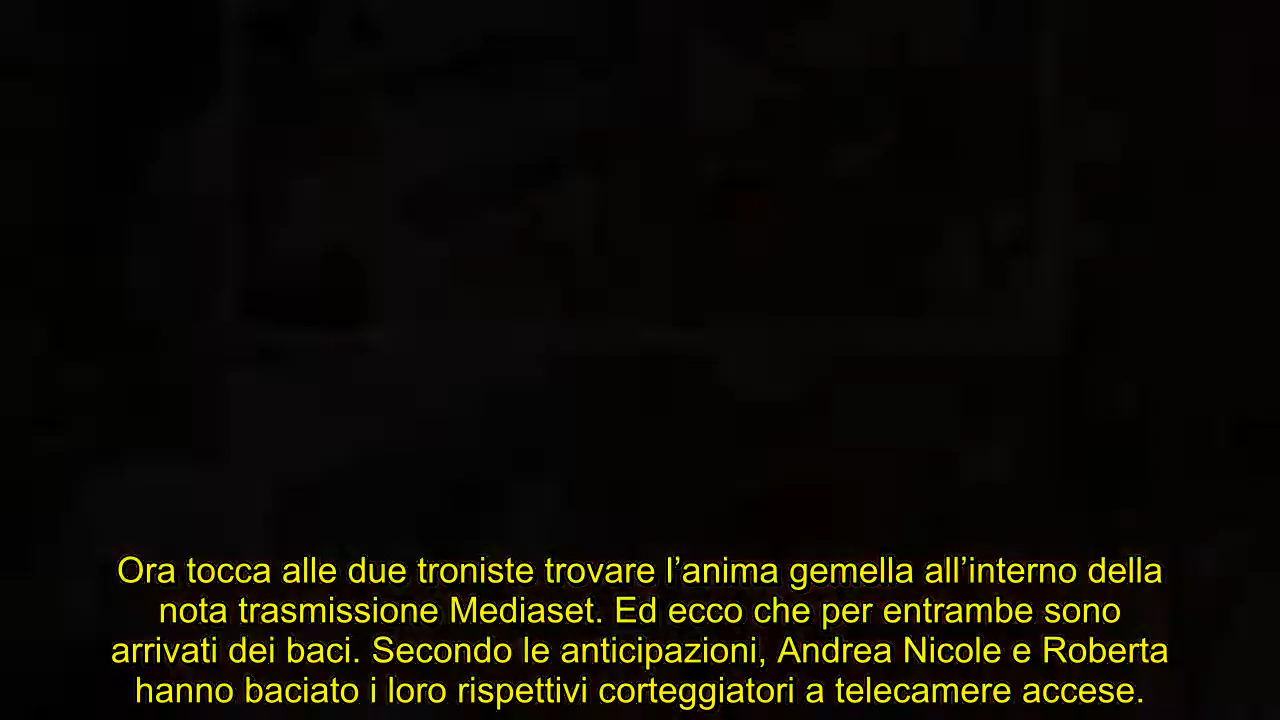 Ora tocca alle due troniste trovare l’anima gemella all’interno della
nota trasmissione Mediaset. Ed ecco che per entrambe sono
arrivati dei baci. Secondo le anticipazioni, Andrea Nicole e Roberta
hanno baciato i loro rispettivi corteggiatori a telecamere accese.